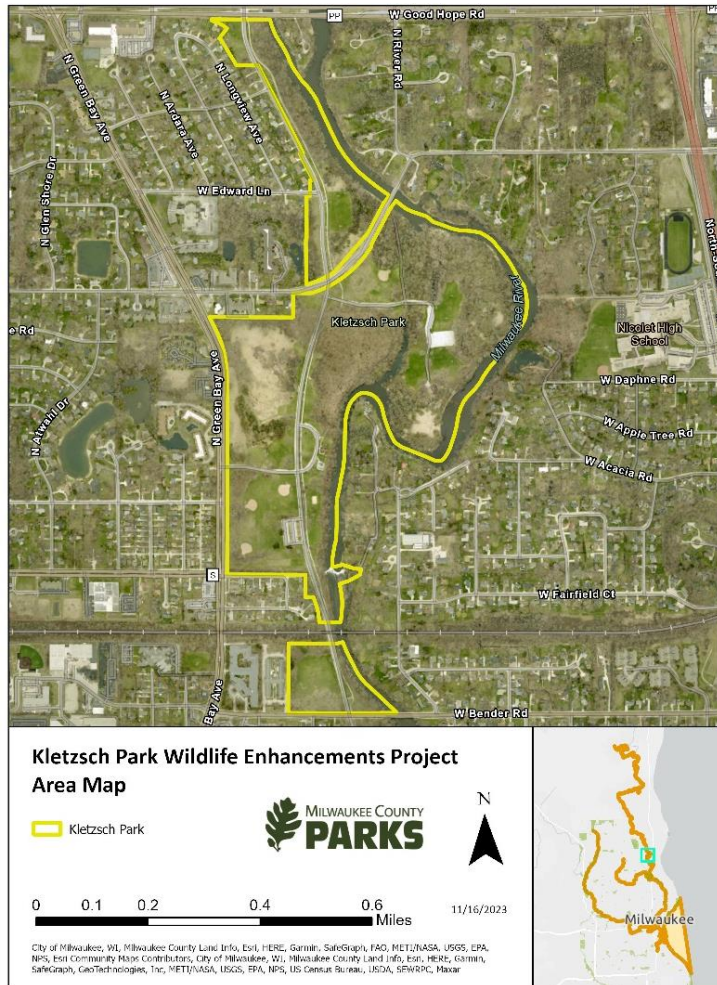 PP
W Good Hope Rd
N River Rd
N Green Bay Ave
N Longview Ave
N Ardara Ave
W Edward Ln
N Glen Shore Dr
Milwaukee River
Kletzsch Park
Nicolet High
School
e Rd
W Daphne Rd
N Green Bay Ave
N Atwahl Dr
W Apple Tree Rd
W Acacia Rd
S
W Fairfield Ct
Bay Ave
W Bender Rd
Kletzsch Park Wildlife Enhancements Project
Area Map
Kletzsch Park
MILWAUKEE COUNTY
PARKS
N
0 0.1 0.2 0.4 0.6
Miles
11/16/2023
Milwaukee
City of Milwaukee, WI, Milwaukee County Land Info, Esri, HERE, Garmin, SafeGraph, FAO, METI/NASA, USGS, EPA,
NPS, Esri Community Maps Contributors, City of Milwaukee, WI, Milwaukee County Land Info, Esri, HERE, Garmin,
SafeGraph, GeoTechnologies, Inc, METI/NASA, USGS, EPA, NPS, US Census Bureau, USDA, SEWRPC, Maxar